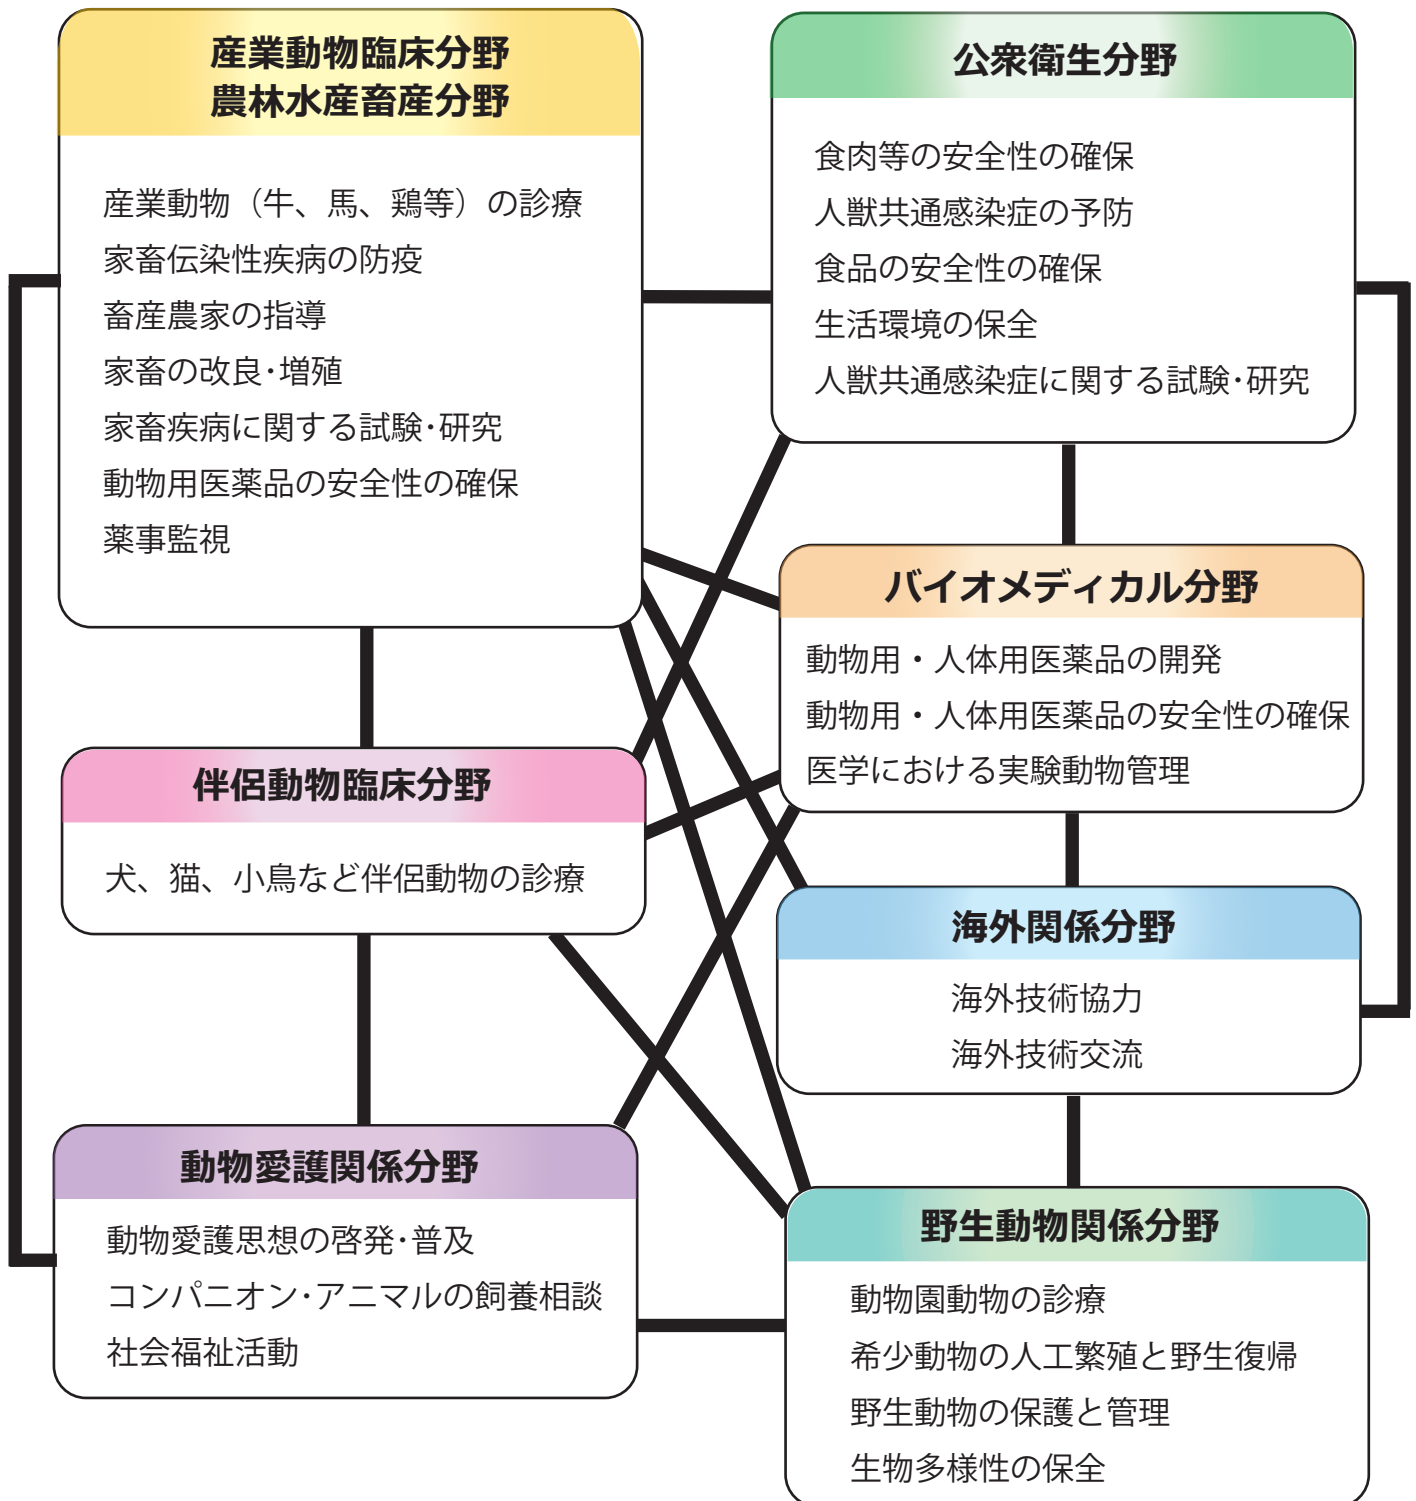 産業動物臨床分野
農林水産畜産分野
産業動物（牛、馬、鶏等）の診療
家畜伝染性疾病の防疫
畜産農家の指導
家畜の改良･増殖
家畜疾病に関する試験･研究
動物用医薬品の安全性の確保
薬事監視
公衆衛生分野
食肉等の安全性の確保
人獣共通感染症の予防
食品の安全性の確保
生活環境の保全
人獣共通感染症に関する試験･研究
バイオメディカル分野
動物用・人体用医薬品の開発
動物用・人体用医薬品の安全性の確保
医学における実験動物管理
伴侶動物臨床分野
犬、猫、小鳥など伴侶動物の診療
海外関係分野
海外技術協力
海外技術交流
動物愛護関係分野
動物愛護思想の啓発･普及
コンパニオン･アニマルの飼養相談
社会福祉活動
野生動物関係分野
動物園動物の診療
希少動物の人工繁殖と野生復帰
野生動物の保護と管理
生物多様性の保全